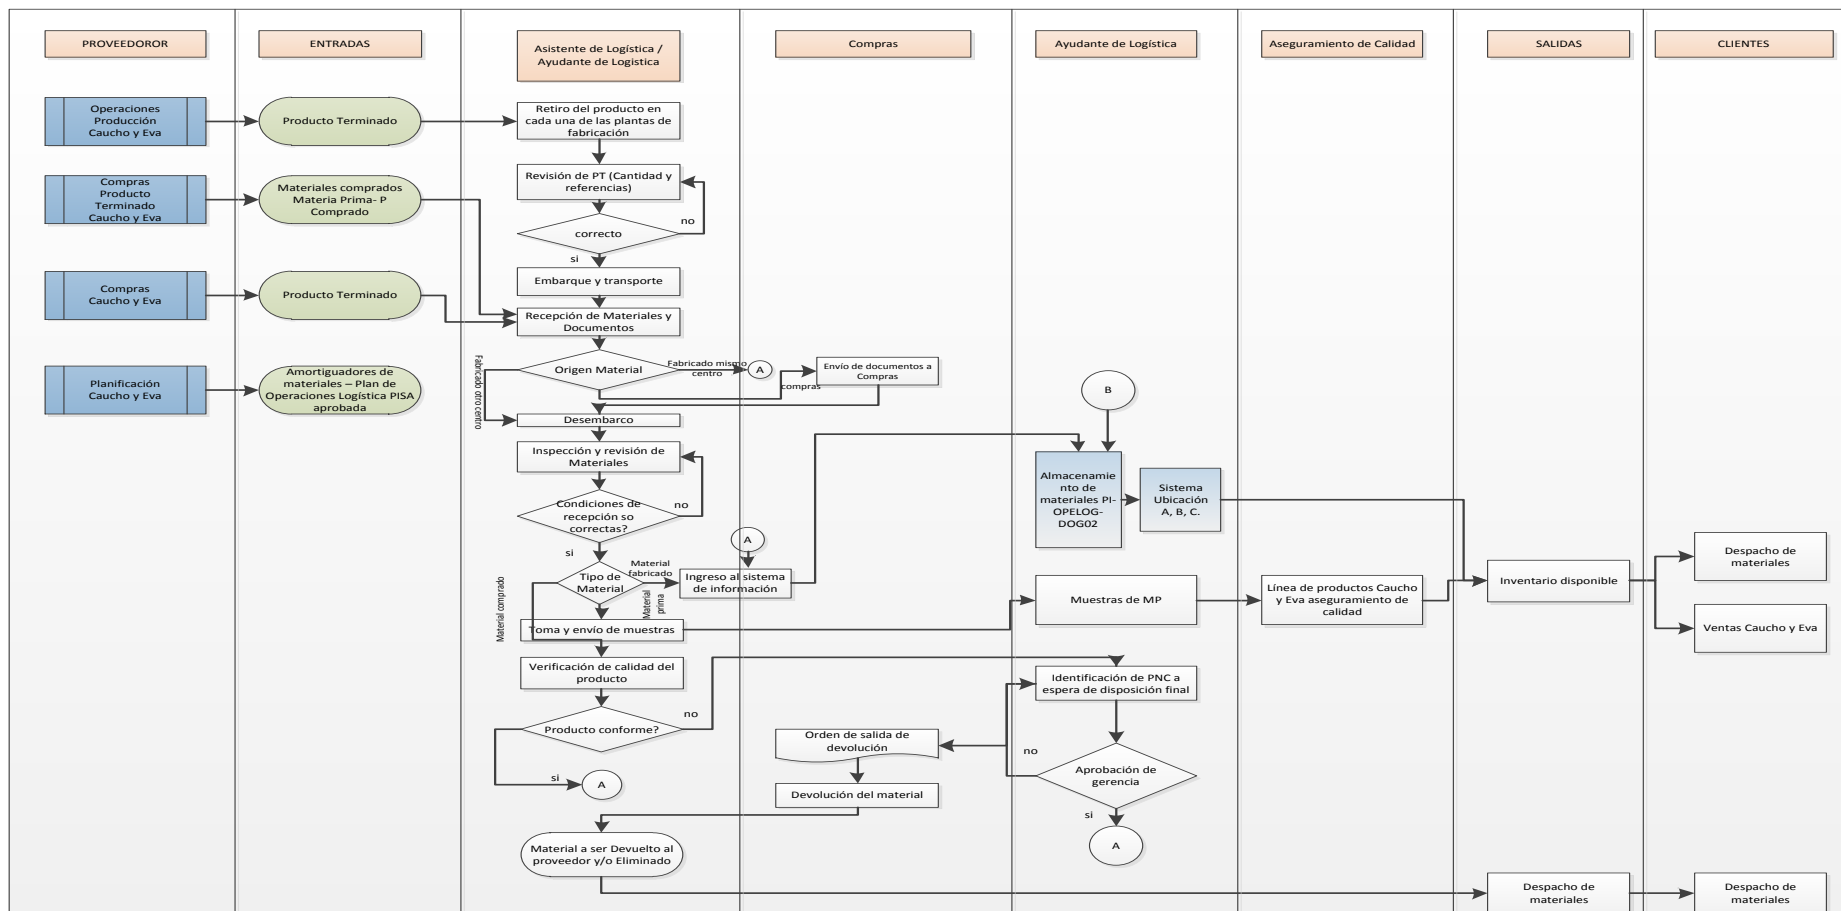 PROVEEDOROR
ENTRADAS
Asistente de Logística /
Ayudante de Logistica
Compras
Ayudante de Logística
Aseguramiento de Calidad
SALIDAS
CLIENTES
Operaciones
Producción
Caucho y Eva
Producto Terminado
Retiro del producto en
cada una de las plantas de
fabricación
Compras
Producto
Terminado
Caucho y Eva
Materiales comprados
Materia Prima- P
Comprado
Revisión de PT (Cantidad y
referencias)
no
correcto
si
Embarque y transporte
Compras
Caucho y Eva
Producto Terminado
Recepción de Materiales y
Documentos
Fabricado otro centro
Origen Material
Fabricado mismo
centro
A
compras
Envío de documentos a
Compras
Planificación
Caucho y Eva
Amortiguadores de
materiales – Plan de
Operaciones Logística PISA
aprobada
B
Desembarco
Inspección y revisión de
Materiales
no
Condiciones de
recepción so
correctas?
si
Almacenamie
nto de
materiales PI-
OPELOG-
DOG02
Sistema
Ubicación
A, B, C.
A
Material comprado
Tipo de
Material
Material
fabricado
Material
prima
Ingreso al sistema
de información
Toma y envío de muestras
Muestras de MP
Línea de productos Caucho
y Eva aseguramiento de
calidad
Inventario disponible
Despacho de
materiales
Ventas Caucho y Eva
Verificación de calidad del
producto
Identificación de PNC a
espera de disposición final
no
Producto conforme?
si
A
Orden de salida de
devolución
no
Aprobación de
gerencia
si
A
Devolución del material
Material a ser Devuelto al
proveedor y/o Eliminado
Despacho de
materiales
Despacho de
materiales